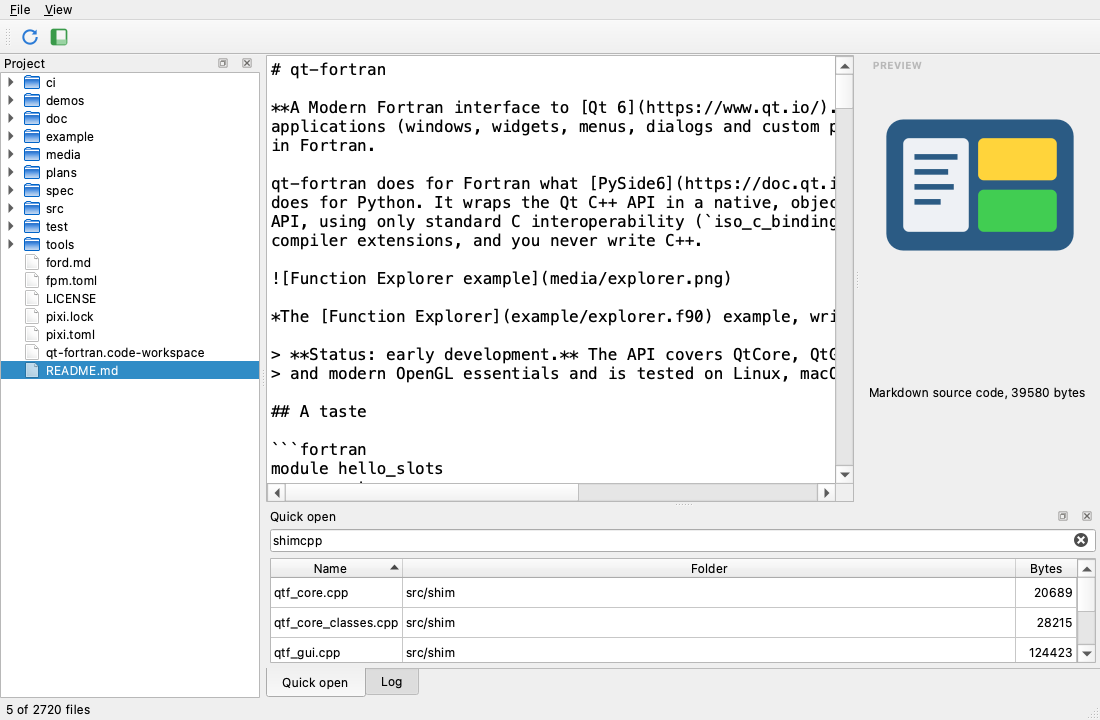 File View
Project
ci
demos
doc
example
media
plans
spec
src
test
tools
ford.md
fpm.toml
LICENSE
pixi.lock
pixi.toml
qt-fortran.code-workspace
README.md
# qt-fortran
**A Modern Fortran interface to [Qt 6](https://www.qt.io/).
applications (windows, widgets, menus, dialogs and custom p
in Fortran.
qt-fortran does for Fortran what [PySide6](https://doc.qt.i
does for Python. It wraps the Qt C++ API in a native, objec
API, using only standard C interoperability (`iso_c_binding
compiler extensions, and you never write C++.
![Function Explorer example](media/explorer.png)
*The [Function Explorer](example/explorer.f90) example, wri
> **Status: early development.** The API covers QtCore, QtG
> and modern OpenGL essentials and is tested on Linux, macO
## A taste
```fortran
module hello_slots
PREVIEW
Markdown source code, 39580 bytes
Quick open
shimcpp
Name Folder Bytes
qtf_core.cpp src/shim 20689
qtf_core_classes.cpp src/shim 28215
qtf_gui.cpp src/shim 124423
Quick open Log
5 of 2720 files